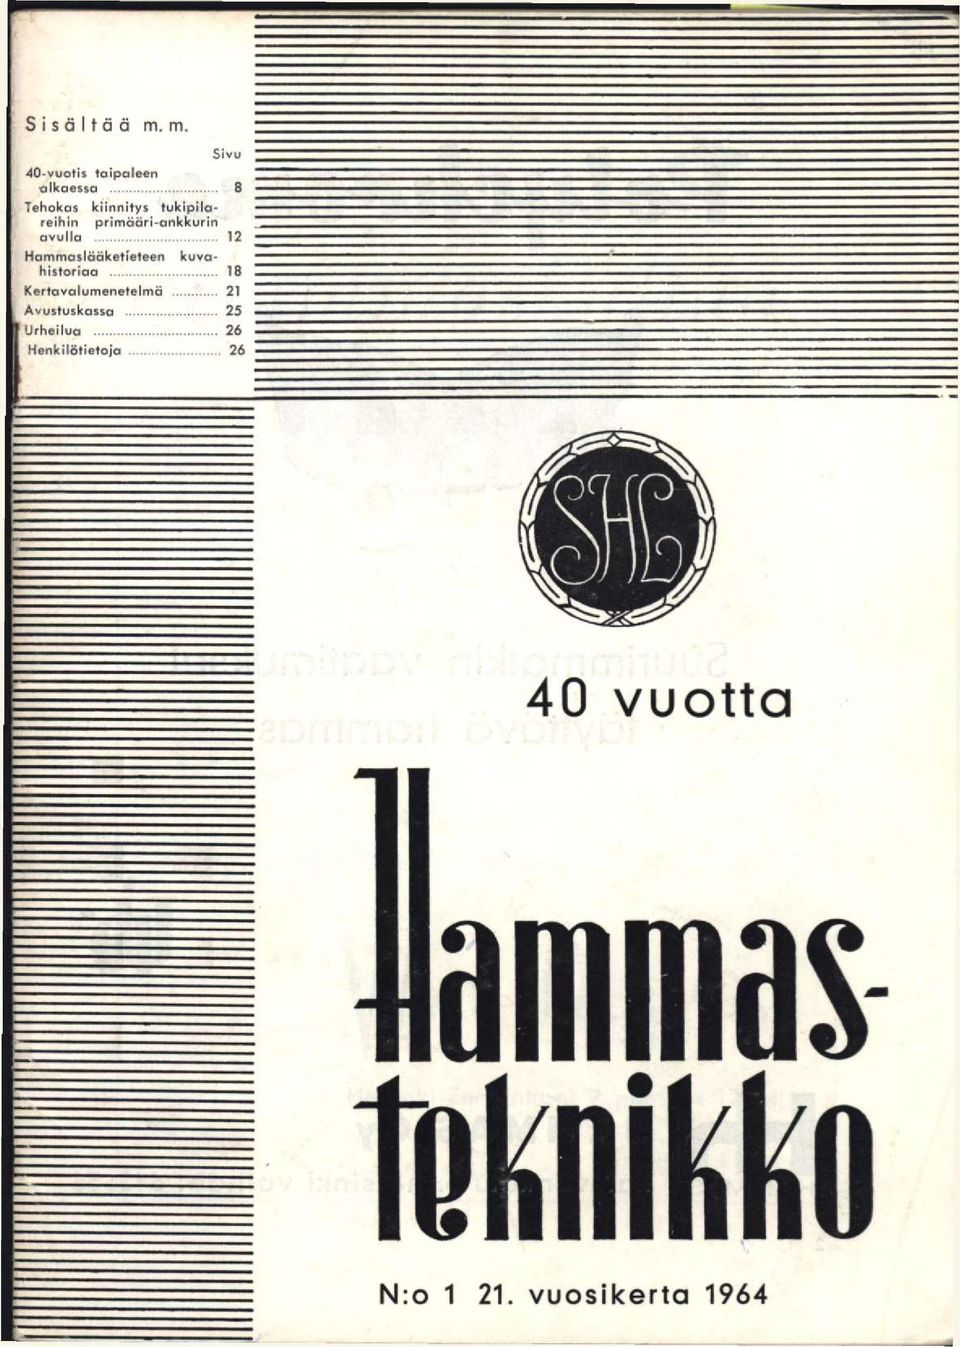 Sisältää m.m.
Sivu
40-vuotis taipaleen
alkaessa ........................ 8
Tehokas kiinnitys tukipila-
reihin primääri-ankkurin
avulla ........................ 12
Hammaslääketieteen kuva-
historiaa ........................ 18
Kertavalumenetelmä ............ 21
Avustuskassa ........................ 25
Urheilua ........................ 26
Henkilötietoja ........................ 26
SHL
40 vuotta
Hammas-
teknikko
N:o 1 21. vuosikerta 1964